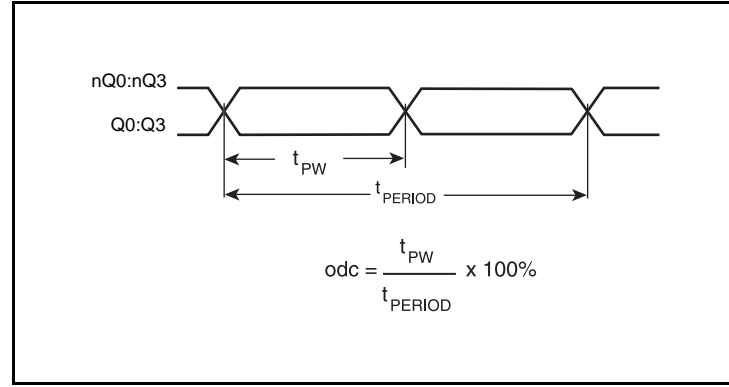 nQ0:nQ3
Q0:Q3
tPW
tPERIOD
odc = tPW / tPERIOD x 100%